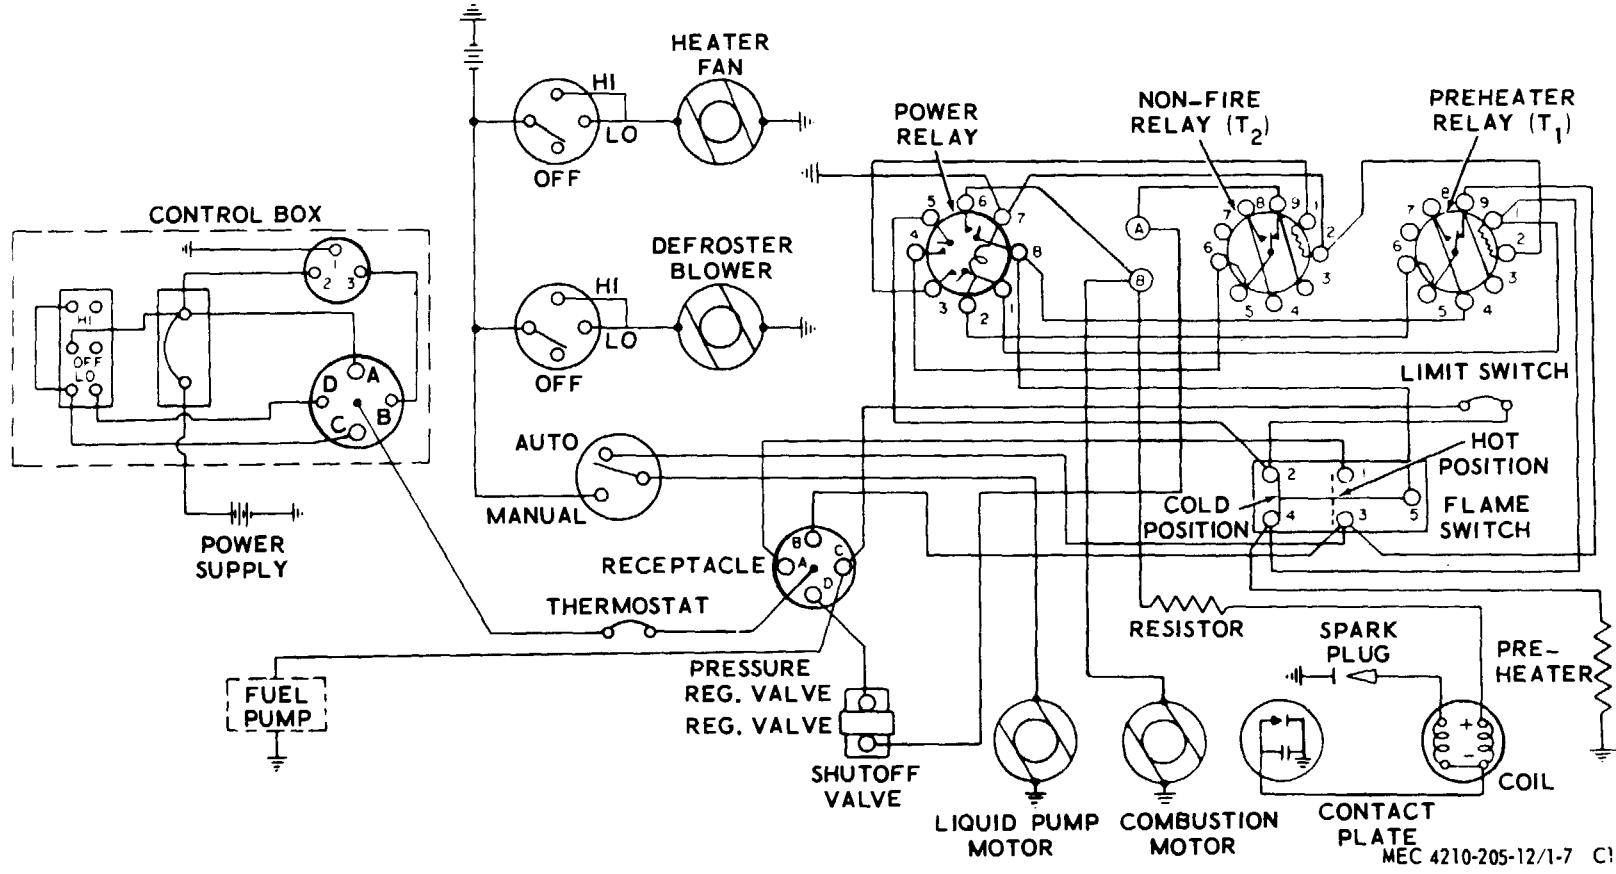 HEATER
FAN
HI
LO
OFF
POWER
RELAY
NON-FIRE
RELAY (T2)
PREHEATER
RELAY (T1)
5
6
7
4
8
3
2
1
A
B
7
8
9
1
2
6
3
5
4
7
8
9
1
2
6
3
5
4
CONTROL BOX
1
2
3
HI
OFF
LO
D
A
C
B
DEFROSTER
BLOWER
HI
LO
OFF
LIMIT SWITCH
AUTO
MANUAL
HOT
POSITION
2
1
COLD
POSITION
4
3
5
FLAME
SWITCH
POWER
SUPPLY
RECEPTACLE
B
C
A
D
THERMOSTAT
RESISTOR
SPARK
PLUG
PRE-
HEATER
FUEL
PUMP
PRESSURE
REG. VALVE
REG. VALVE
SHUTOFF
VALVE
+
-
COIL
LIQUID PUMP
MOTOR
COMBUSTION
MOTOR
CONTACT
PLATE
MEC 4210-205-12/1-7 C1